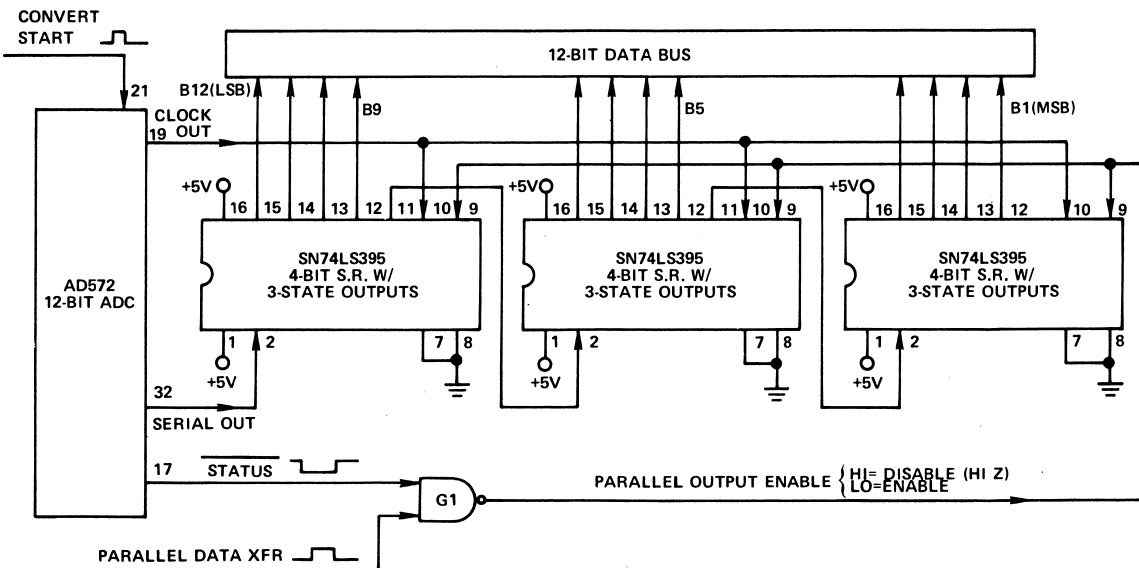 CONVERT
START
12-BIT DATA BUS
21
B12(LSB)
B9
B5
B1(MSB)
CLOCK
19 OUT
+5V
+5V
+5V
16 15 14 13 12 11 10 9
16 15 14 13 12 11 10 9
16 15 14 13 12 10 9
AD572
12-BIT ADC
SN74LS395
4-BIT S.R. W/
3-STATE OUTPUTS
SN74LS395
4-BIT S.R. W/
3-STATE OUTPUTS
SN74LS395
4-BIT S.R. W/
3-STATE OUTPUTS
1 2 7 8
1 2 7 8
1 2 7 8
+5V
+5V
+5V
32
SERIAL OUT
17
STATUS
G1
PARALLEL OUTPUT ENABLE
HI= DISABLE (HI Z)
LO=ENABLE
PARALLEL DATA XFR